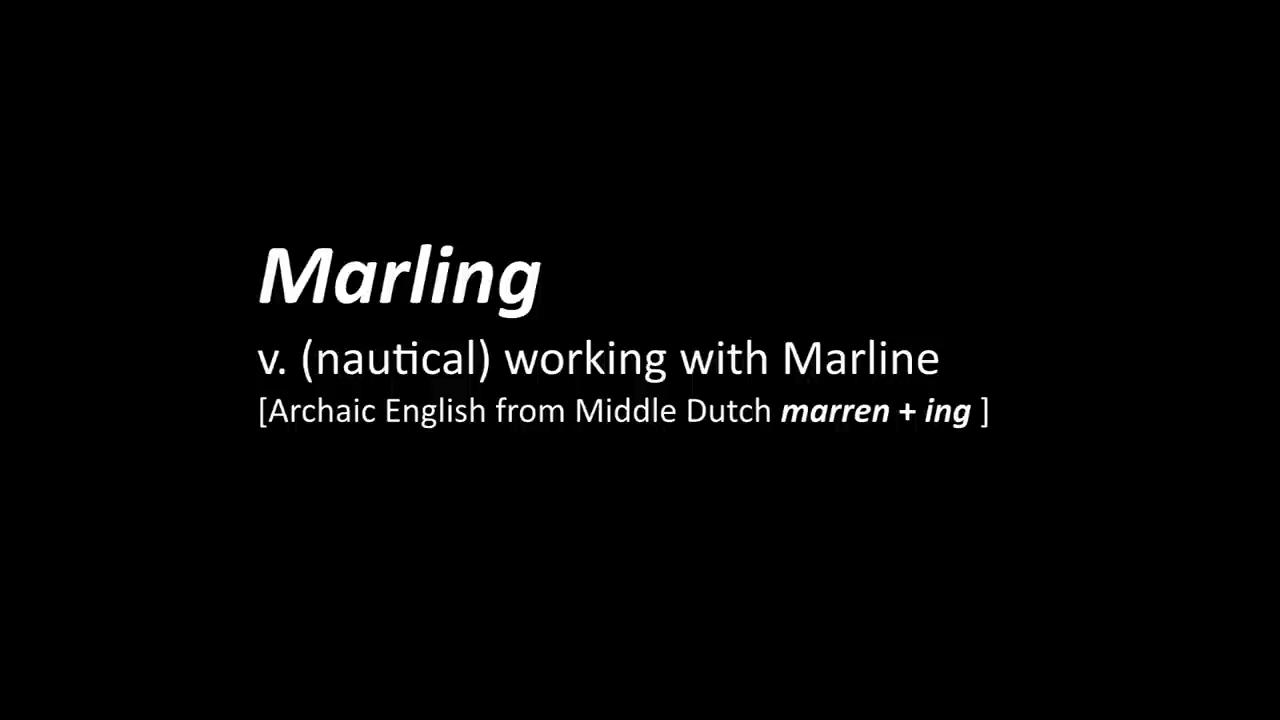 Marling
v. (nautical) working with Marline
[Archaic English from Middle Dutch marren + ing ]